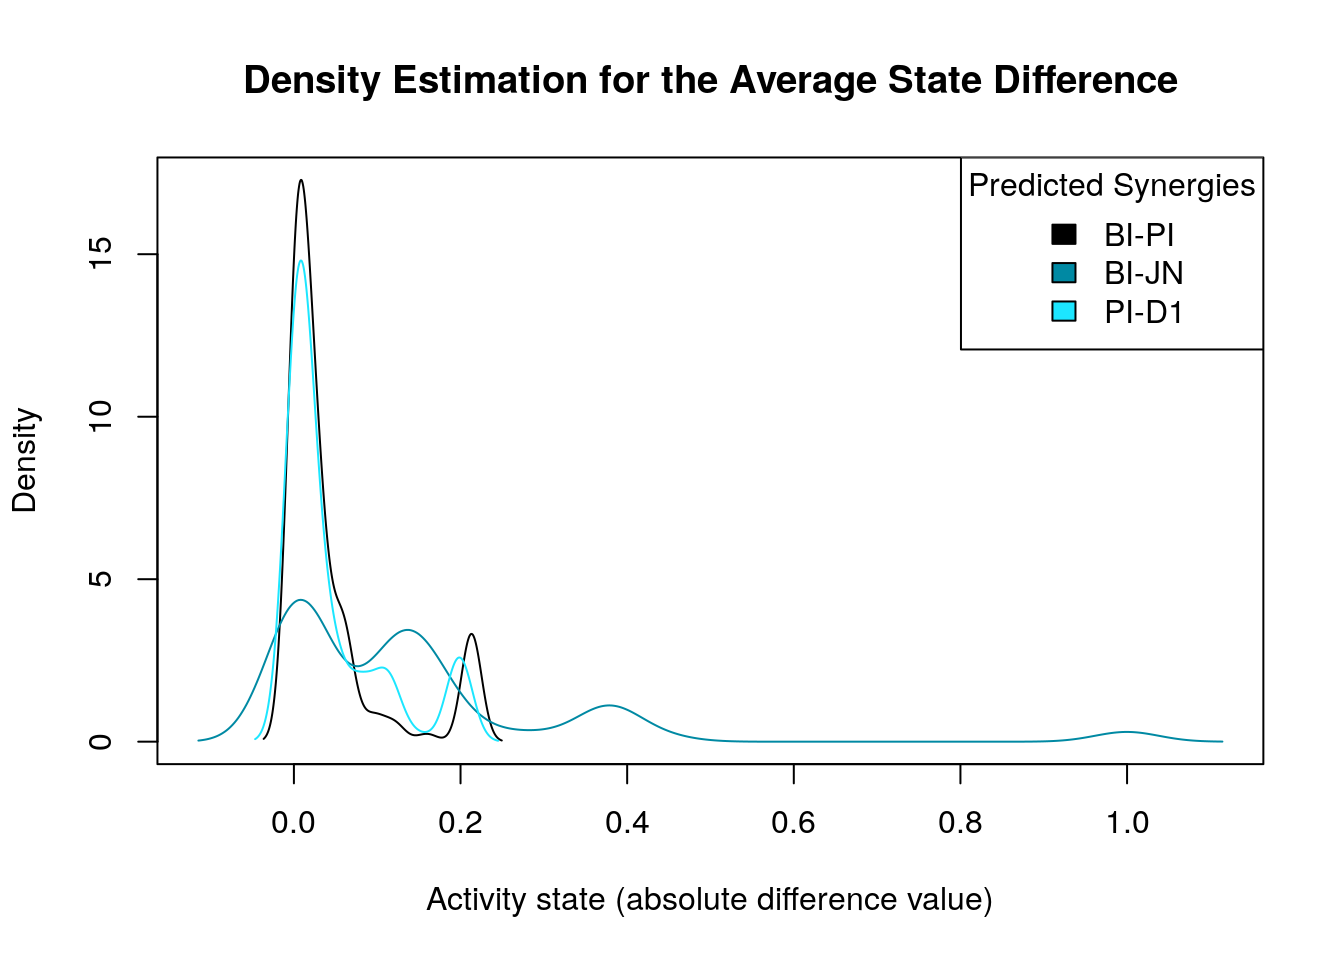 Density Estimation for the Average State Difference
Predicted Synergies
BI-PI
BI-JN
PI-D1
Density
15
10
5
0
0.0 0.2 0.4 0.6 0.8 1.0
Activity state (absolute difference value)